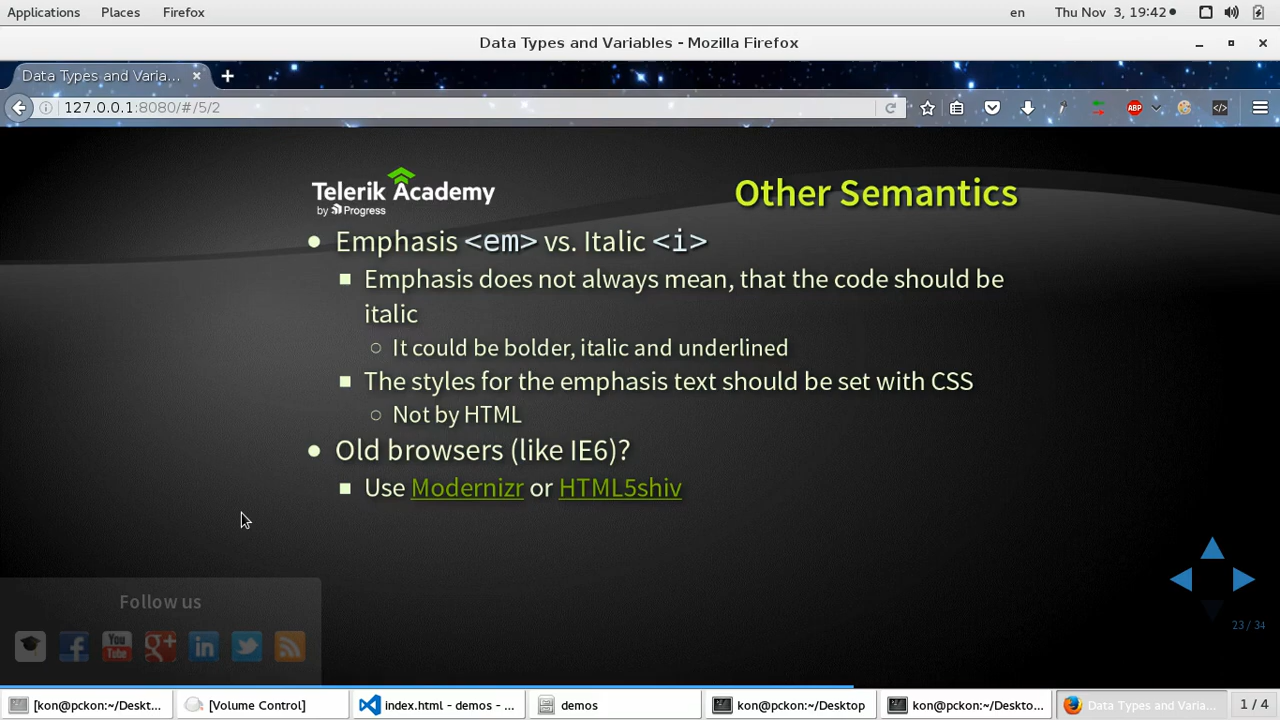 Applications Places Firefox en Thu Nov 3, 19:42
Data Types and Variables - Mozilla Firefox
Data Types and Varia...
127.0.0.1:8080/#/5/2
ABP
Telerik Academy
by Progress
Other Semantics
Emphasis <em> vs. Italic <i>
Emphasis does not always mean, that the code should be
italic
It could be bolder, italic and underlined
The styles for the emphasis text should be set with CSS
Not by HTML
Old browsers (like IE6)?
Use Modernizr or HTML5shiv
Follow us
You Tube g+ in
23 / 34
[kon@pckon:~/Deskt... [Volume Control] index.html - demos - ... demos kon@pckon:~/Desktop kon@pckon:~/Deskto... Data Types and Varia... 1 / 4